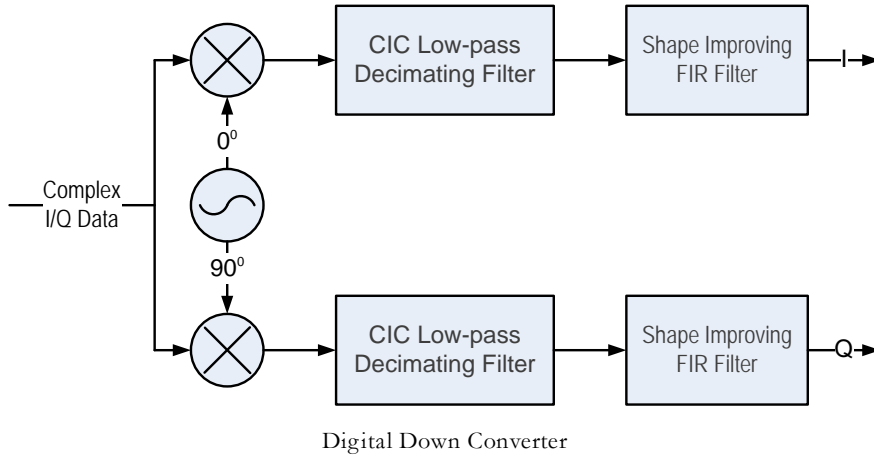 CIC Low-pass
Decimating Filter
Shape Improving
FIR Filter
I
0⁰
Complex
I/Q Data
90⁰
CIC Low-pass
Decimating Filter
Shape Improving
FIR Filter
Q
Digital Down Converter